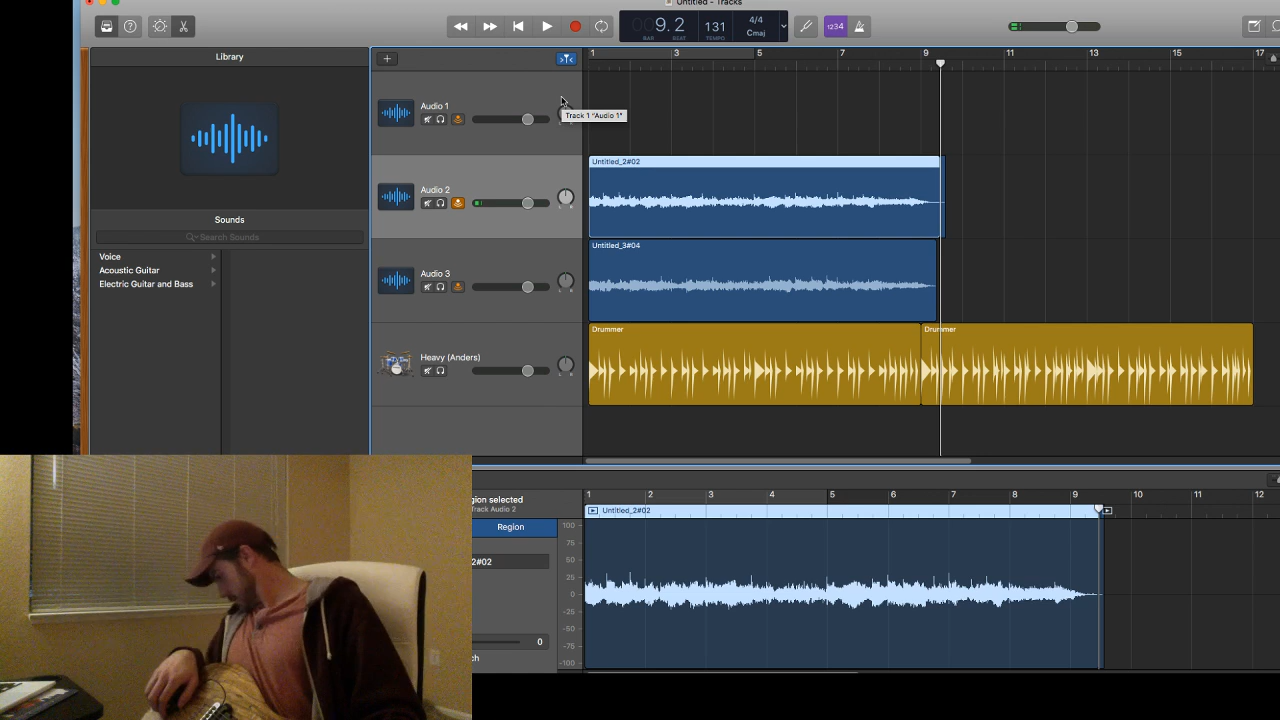 Untitled - Tracks
009.2
BAR
BEAT
131
TEMPO
4/4
Cmaj
1234
Library
1 3 5 7 9 11 13 15 17
Sounds
Search Sounds
Voice
Acoustic Guitar
Electric Guitar and Bass
Audio 1
Track 1 "Audio 1"
Audio 2
L R
Untitled_2#02
Audio 3
L R
Untitled_3#04
Heavy (Anders)
L R
Drummer
Drummer
gion selected
Track Audio 2
Region
2#02
0
ch
1 2 3 4 5 6 7 8 9 10 11 12
Untitled_2#02
100
75
50
25
0
-25
-50
-75
-100